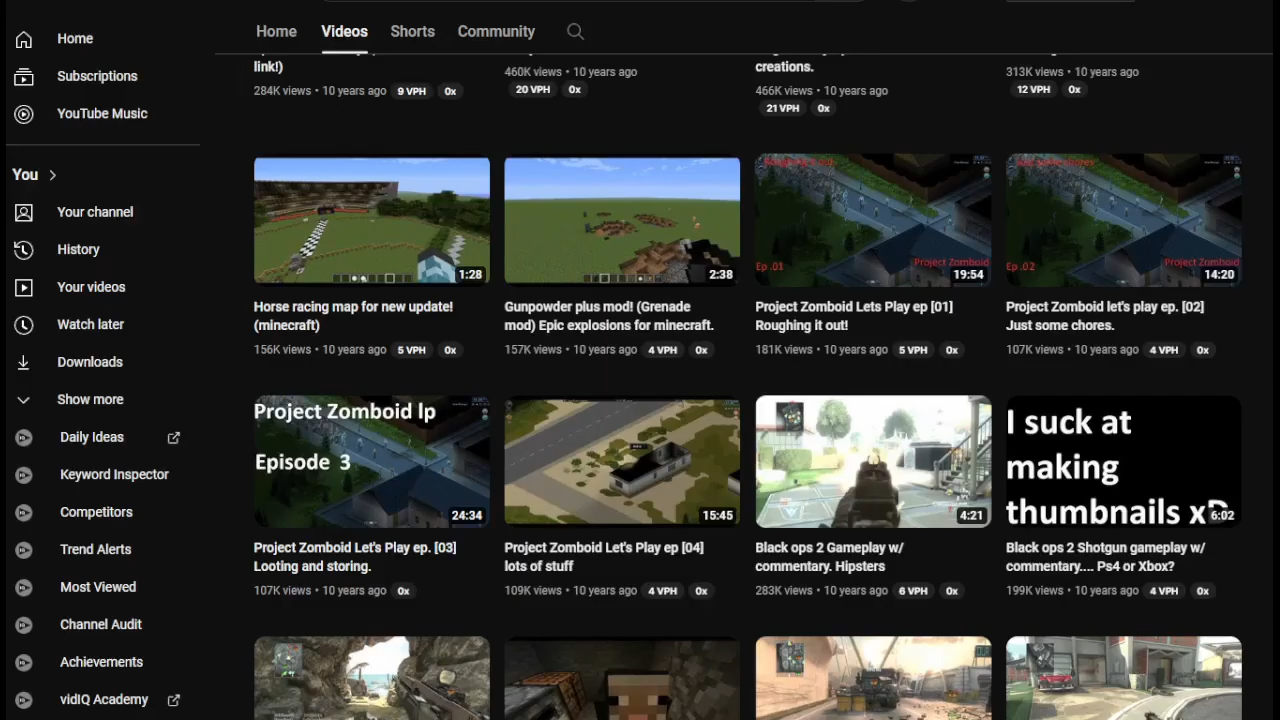 Home
Videos
Shorts
Community
Home
Subscriptions
YouTube Music
You
Your channel
History
Your videos
Watch later
Downloads
Show more
Daily Ideas
Keyword Inspector
Competitors
Trend Alerts
Most Viewed
Channel Audit
Achievements
vidIQ Academy
link!)
284K views • 10 years ago 9 VPH 0x
460K views • 10 years ago
20 VPH 0x
creations.
466K views • 10 years ago
21 VPH 0x
313K views • 10 years ago
12 VPH 0x
1:28
Horse racing map for new update!
(minecraft)
156K views • 10 years ago 5 VPH 0x
2:38
Gunpowder plus mod! (Grenade
mod) Epic explosions for minecraft.
157K views • 10 years ago 4 VPH 0x
Ep .01
Project Zomboid
19:54
Project Zomboid Lets Play ep [01]
Roughing it out!
181K views • 10 years ago 5 VPH 0x
Ep .02
Project Zomboid
14:20
Project Zomboid let's play ep. [02]
Just some chores.
107K views • 10 years ago 4 VPH 0x
Project Zomboid lp
Episode 3
24:34
Project Zomboid Let's Play ep. [03]
Looting and storing.
107K views • 10 years ago 0x
15:45
Project Zomboid Let's Play ep [04]
lots of stuff
109K views • 10 years ago 4 VPH 0x
4:21
Black ops 2 Gameplay w/
commentary. Hipsters
283K views • 10 years ago 6 VPH 0x
I suck at
making
thumbnails xD
6:02
Black ops 2 Shotgun gameplay w/
commentary.... Ps4 or Xbox?
199K views • 10 years ago 4 VPH 0x